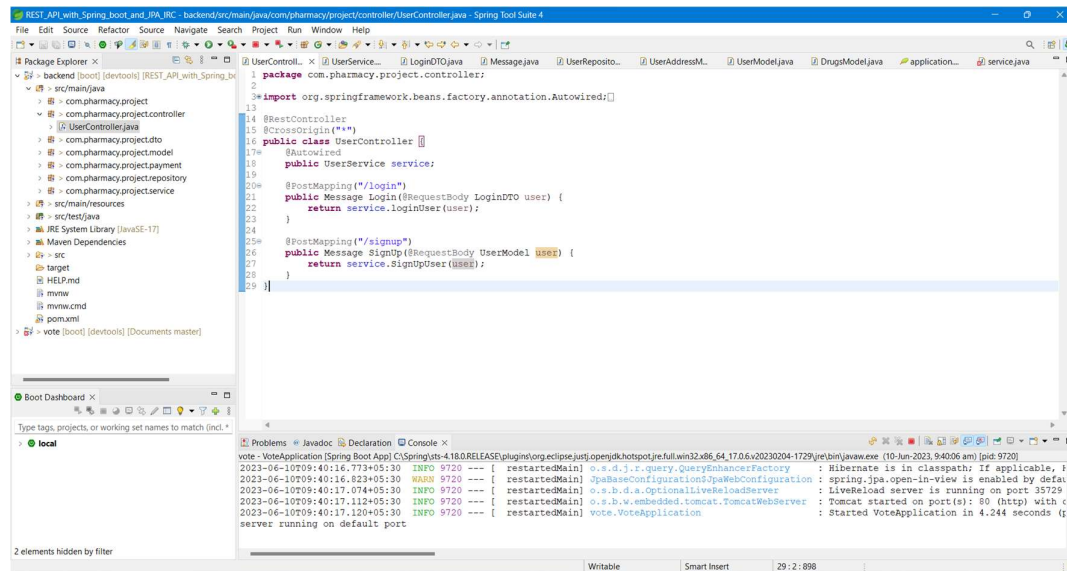 REST_API_with_Spring_boot_and_JPA_IRC - backend/src/main/java/com/pharmacy/project/controller/UserController.java - Spring Tool Suite 4
File Edit Source Refactor Source Navigate Search Project Run Window Help
Package Explorer
> backend [boot] [devtools] [REST_API_with_Spring_bo
> src/main/java
> com.pharmacy.project
> com.pharmacy.project.controller
> UserController.java
> com.pharmacy.project.dto
> com.pharmacy.project.model
> com.pharmacy.project.payment
> com.pharmacy.project.repository
> com.pharmacy.project.service
> src/main/resources
> src/test/java
JRE System Library [JavaSE-17]
Maven Dependencies
> src
target
HELP.md
mvnw
mvnw.cmd
pom.xml
> vote [boot] [devtools] [Documents master]
UserControll... UserService.... LoginDTO.java Message.java UserReposito... UserAddressM... UserModel.java DrugsModel.java application.... service.java
1 package com.pharmacy.project.controller;
2
3 import org.springframework.beans.factory.annotation.Autowired;
13
14 @RestController
15 @CrossOrigin("*")
16 public class UserController {
17 @Autowired
18 public UserService service;
19
20 @PostMapping("/login")
21 public Message Login(@RequestBody LoginDTO user) {
22 return service.loginUser(user);
23 }
24
25 @PostMapping("/signup")
26 public Message SignUp(@RequestBody UserModel user) {
27 return service.SignUpUser(user);
28 }
29 }
Boot Dashboard
Type tags, projects, or working set names to match (incl. *
> local
2 elements hidden by filter
Problems Javadoc Declaration Console
vote - VoteApplication [Spring Boot App] C:\Spring\sts-4.18.0.RELEASE\plugins\org.eclipse.justj.openjdk.hotspot.jre.full.win32.x86_64_17.0.6.v20230204-1729\jre\bin\javaw.exe (10-Jun-2023, 9:40:06 am) [pid: 9720]
2023-06-10T09:40:16.773+05:30 INFO 9720 --- [ restartedMain] o.s.d.j.r.query.QueryEnhancerFactory : Hibernate is in classpath; If applicable, H
2023-06-10T09:40:16.823+05:30 WARN 9720 --- [ restartedMain] JpaBaseConfiguration$JpaWebConfiguration : spring.jpa.open-in-view is enabled by defau
2023-06-10T09:40:17.074+05:30 INFO 9720 --- [ restartedMain] o.s.b.d.a.OptionalLiveReloadServer : LiveReload server is running on port 35729
2023-06-10T09:40:17.112+05:30 INFO 9720 --- [ restartedMain] o.s.b.w.embedded.tomcat.TomcatWebServer : Tomcat started on port(s): 80 (http) with c
2023-06-10T09:40:17.120+05:30 INFO 9720 --- [ restartedMain] vote.VoteApplication : Started VoteApplication in 4.244 seconds (p
server running on default port
Writable Smart Insert 29 : 2 : 898